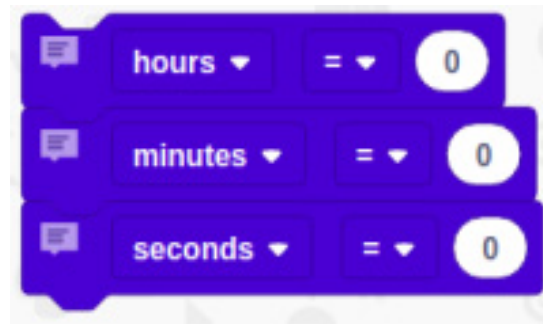 hours = 0
minutes = 0
seconds = 0